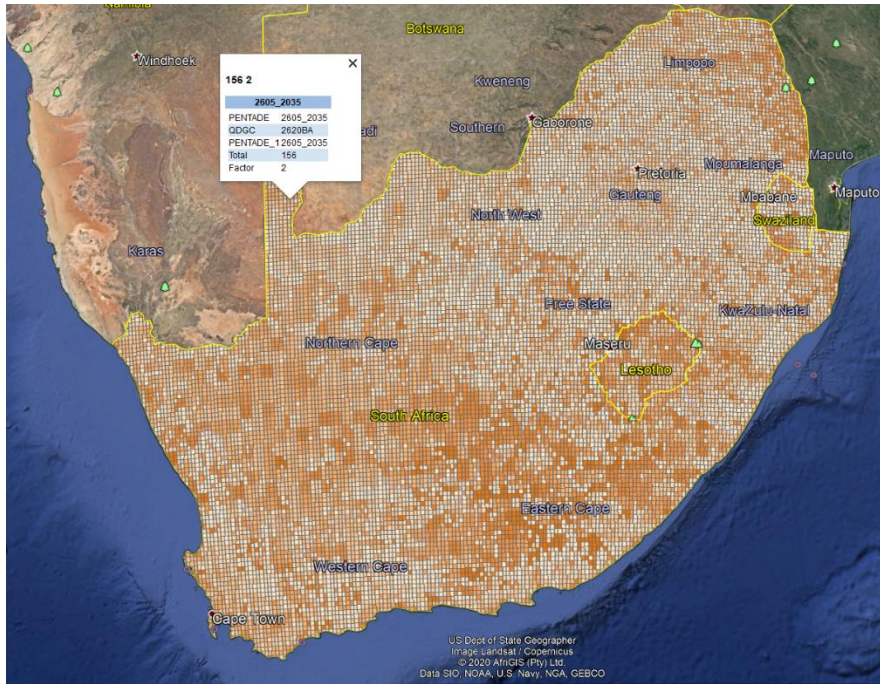 Namibia
Botswana
Windhoek
Limpopo
Kweneng
156 2
2605_2035
PENTADE 2605_2035
QDGC 2620BA
PENTADE_1 2605_2035
Total 156
Factor 2
Southern
Gaborone
Pretoria
Mpumalanga
Maputo
Gauteng
Mbabane
Maputo
North West
Swaziland
Karas
Free State
KwaZulu-Natal
Northern Cape
Maseru
Lesotho
South Africa
Eastern Cape
Western Cape
Cape Town
US Dept of State Geographer
Image Landsat / Copernicus
© 2020 AfriGIS (Pty) Ltd.
Data SIO, NOAA, U.S. Navy, NGA, GEBCO